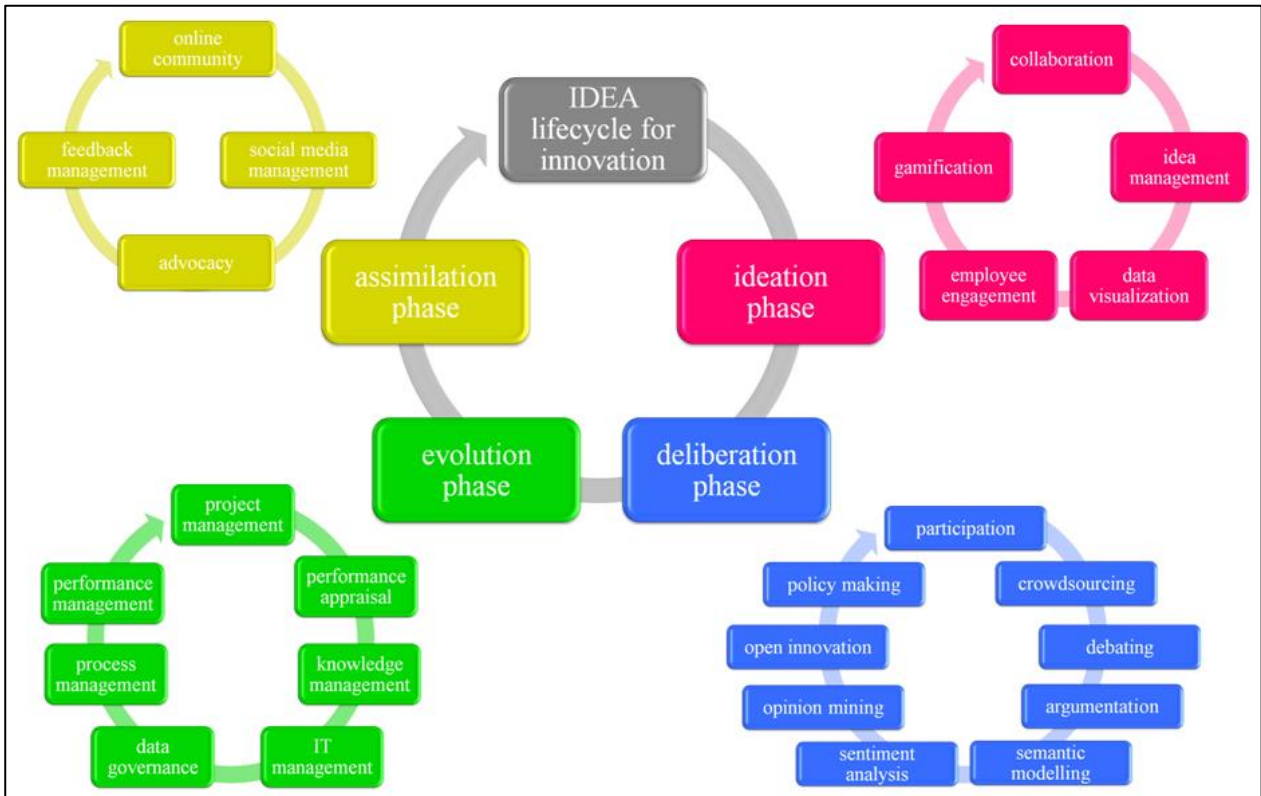 IDEA
lifecycle for
innovation
ideation
phase
deliberation
phase
evolution
phase
assimilation
phase
online
community
social media
management
advocacy
feedback
management
collaboration
idea
management
data
visualization
employee
engagement
gamification
participation
crowdsourcing
debating
argumentation
semantic
modelling
sentiment
analysis
opinion mining
open innovation
policy making
project
management
performance
appraisal
knowledge
management
IT
management
data
governance
process
management
performance
management